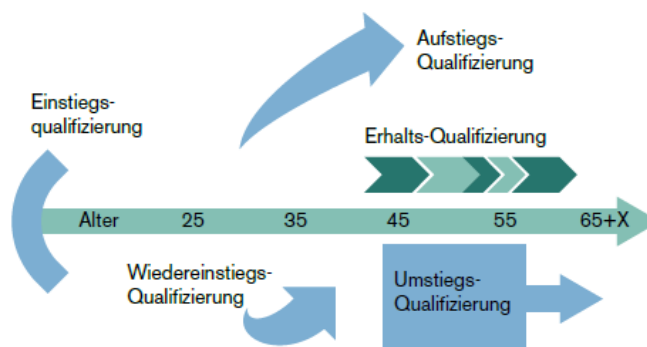 Aufstiegs-
Qualifizierung
Einstiegs-
qualifizierung
Erhalts-Qualifizierung
Alter 25 35 45 55 65+X
Wiedereinstiegs-
Qualifizierung
Umstiegs-
Qualifizierung